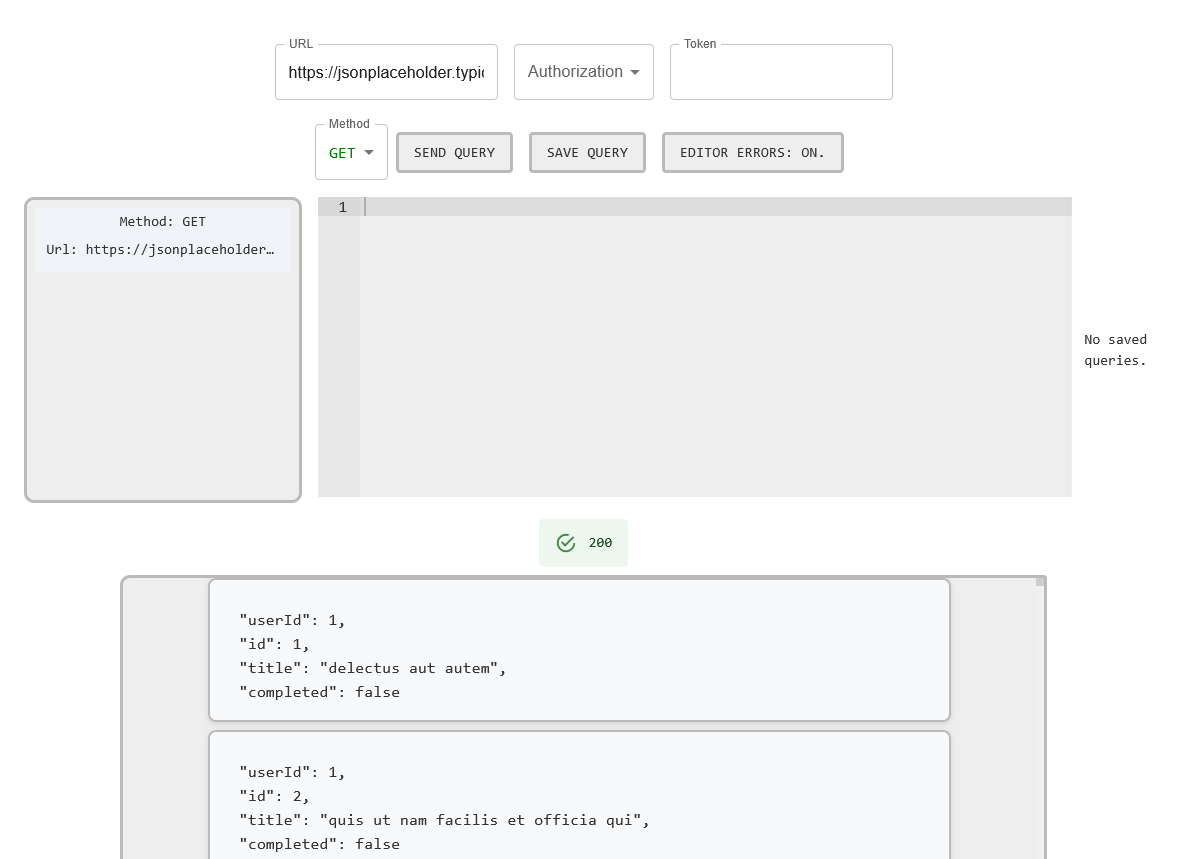 URL
https://jsonplaceholder.typic
Authorization
Token
Method
GET
SEND QUERY
SAVE QUERY
EDITOR ERRORS: ON.
Method: GET
Url: https://jsonplaceholder…
1
No saved
queries.
200
"userId": 1,
"id": 1,
"title": "delectus aut autem",
"completed": false
"userId": 1,
"id": 2,
"title": "quis ut nam facilis et officia qui",
"completed": false